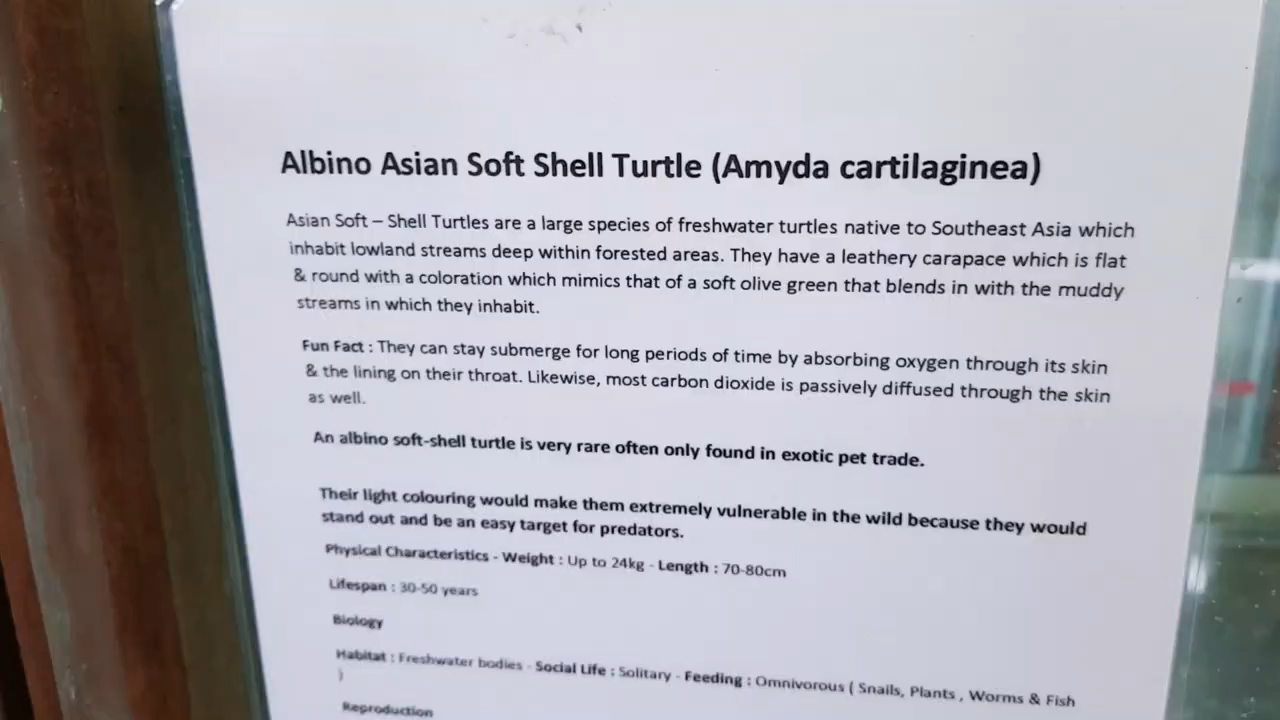 Albino Asian Soft Shell Turtle (Amyda cartilaginea)
Asian Soft – Shell Turtles are a large species of freshwater turtles native to Southeast Asia which
inhabit lowland streams deep within forested areas. They have a leathery carapace which is flat
& round with a coloration which mimics that of a soft olive green that blends in with the muddy
streams in which they inhabit.
Fun Fact : They can stay submerge for long periods of time by absorbing oxygen through its skin
& the lining on their throat. Likewise, most carbon dioxide is passively diffused through the skin
as well.
An albino soft-shell turtle is very rare often only found in exotic pet trade.
Their light colouring would make them extremely vulnerable in the wild because they would
stand out and be an easy target for predators.
Physical Characteristics - Weight : Up to 24kg - Length : 70-80cm
Lifespan : 30-50 years
Biology
Habitat : Freshwater bodies - Social Life : Solitary - Feeding : Omnivorous ( Snails, Plants , Worms & Fish
)
Reproduction